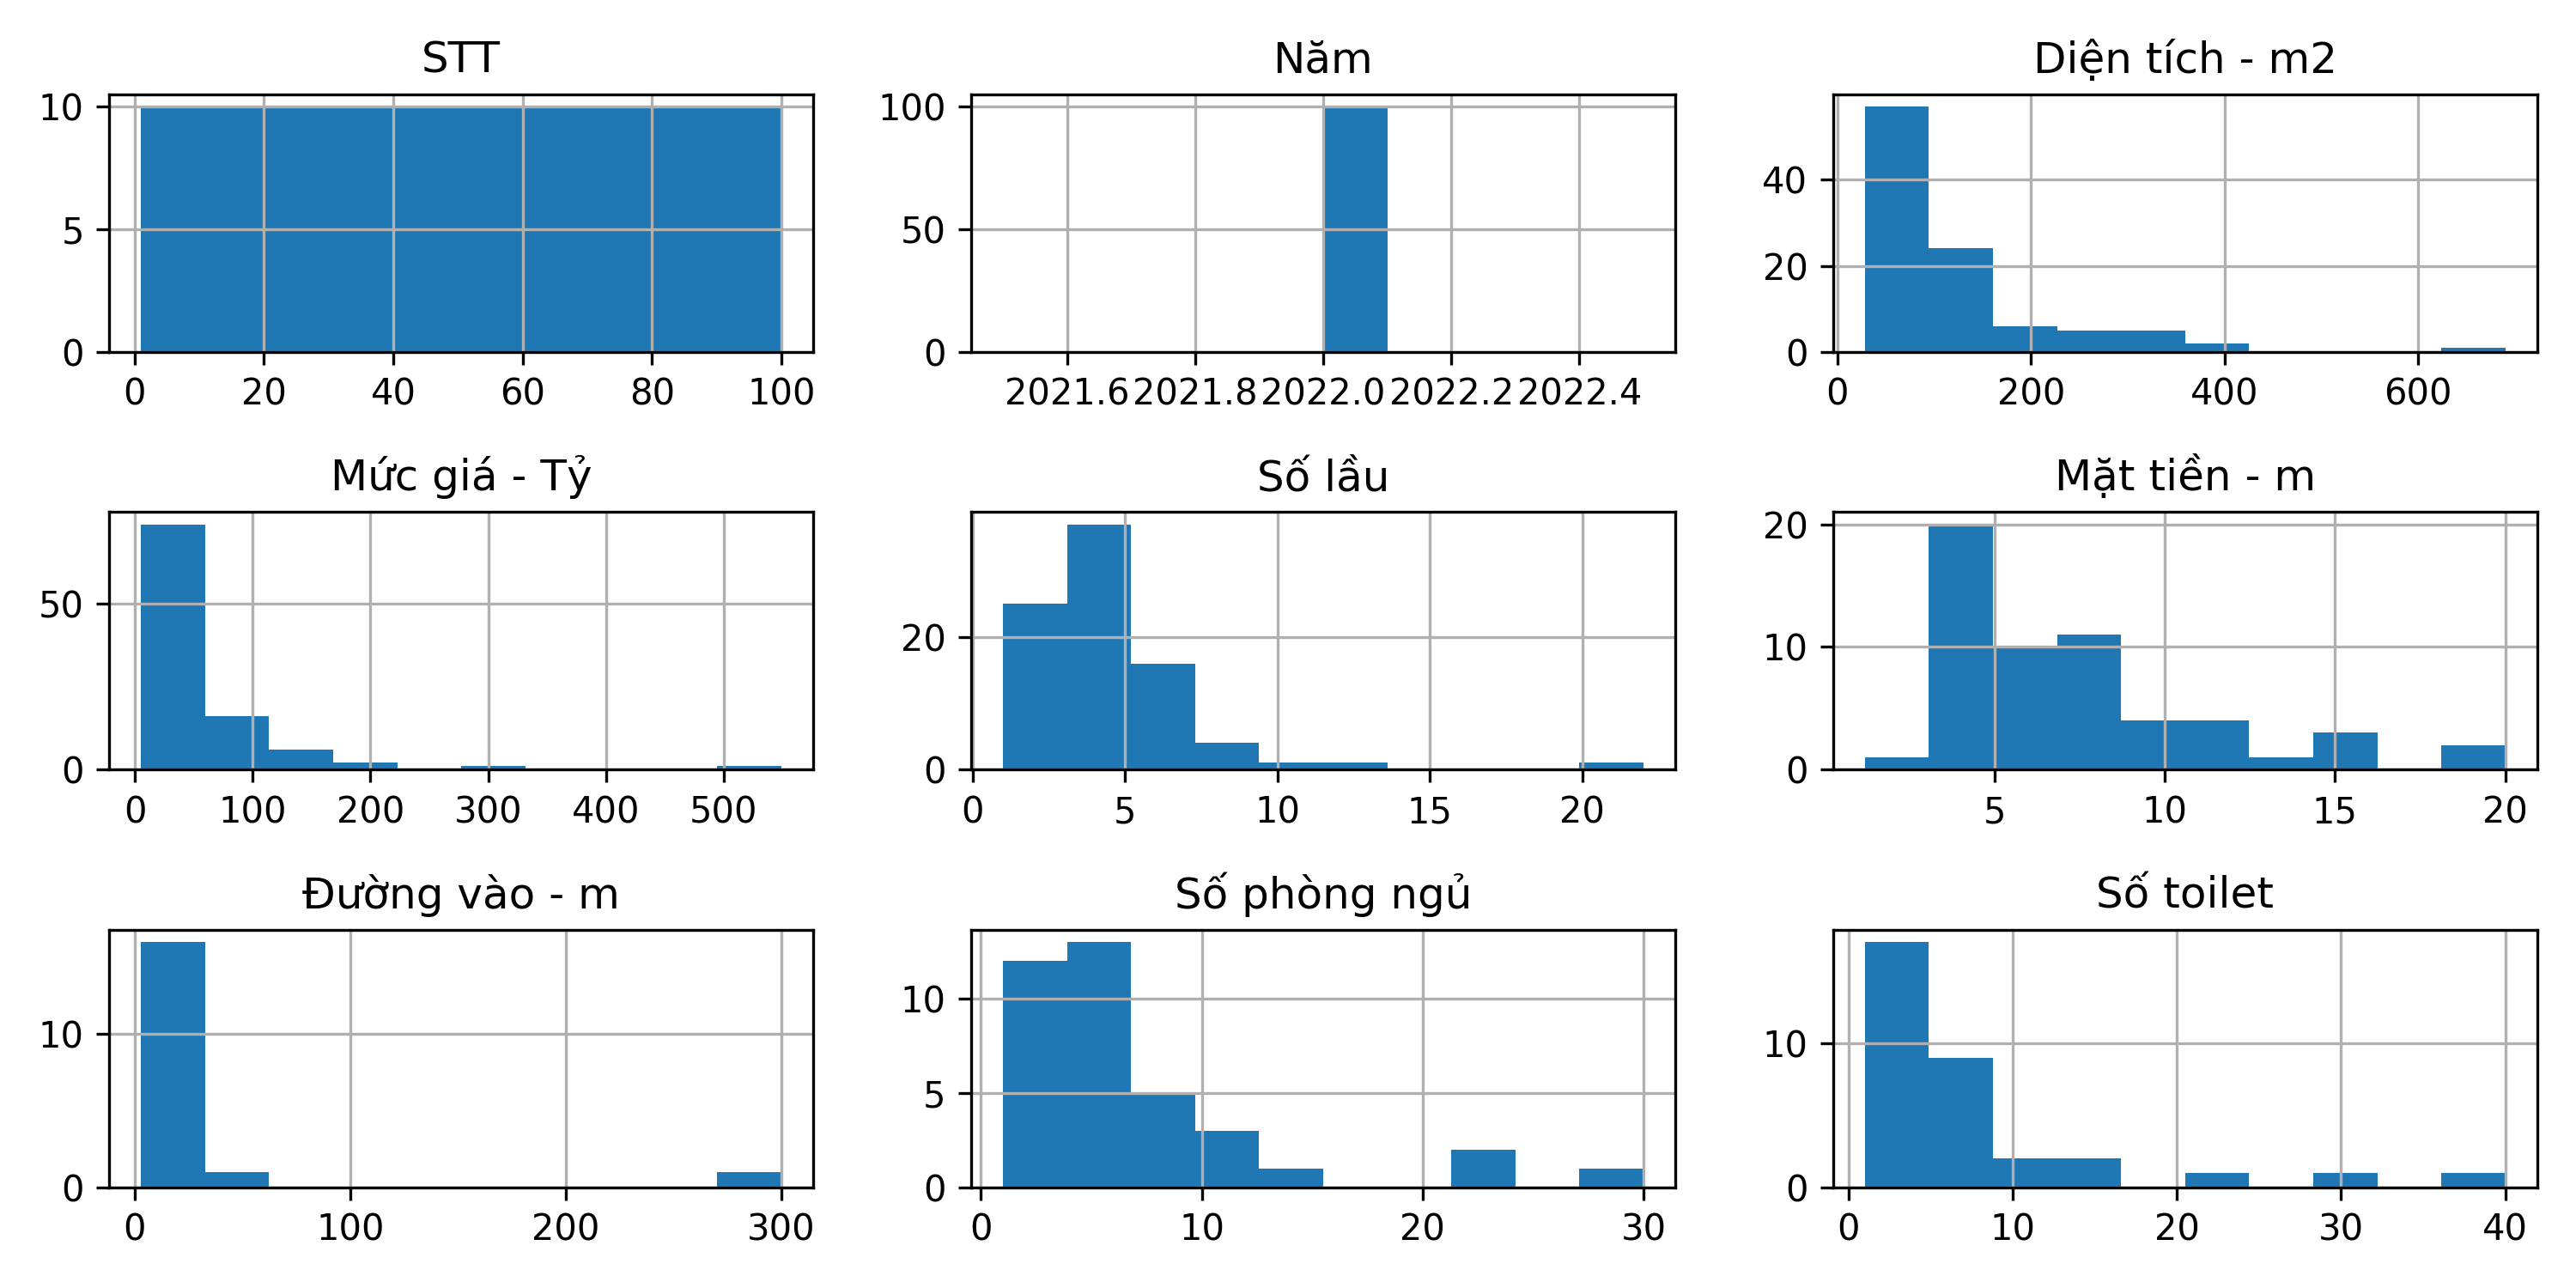 STT
10
5
0
0 20 40 60 80 100
Năm
100
50
0
2021.6 2021.8 2022.0 2022.2 2022.4
Diện tích - m2
40
20
0
0 200 400 600
Mức giá - Tỷ
50
0
0 100 200 300 400 500
Số lầu
20
0
0 5 10 15 20
Mặt tiền - m
20
10
0
5 10 15 20
Đường vào - m
10
0
0 100 200 300
Số phòng ngủ
10
5
0
0 10 20 30
Số toilet
10
0
0 10 20 30 40